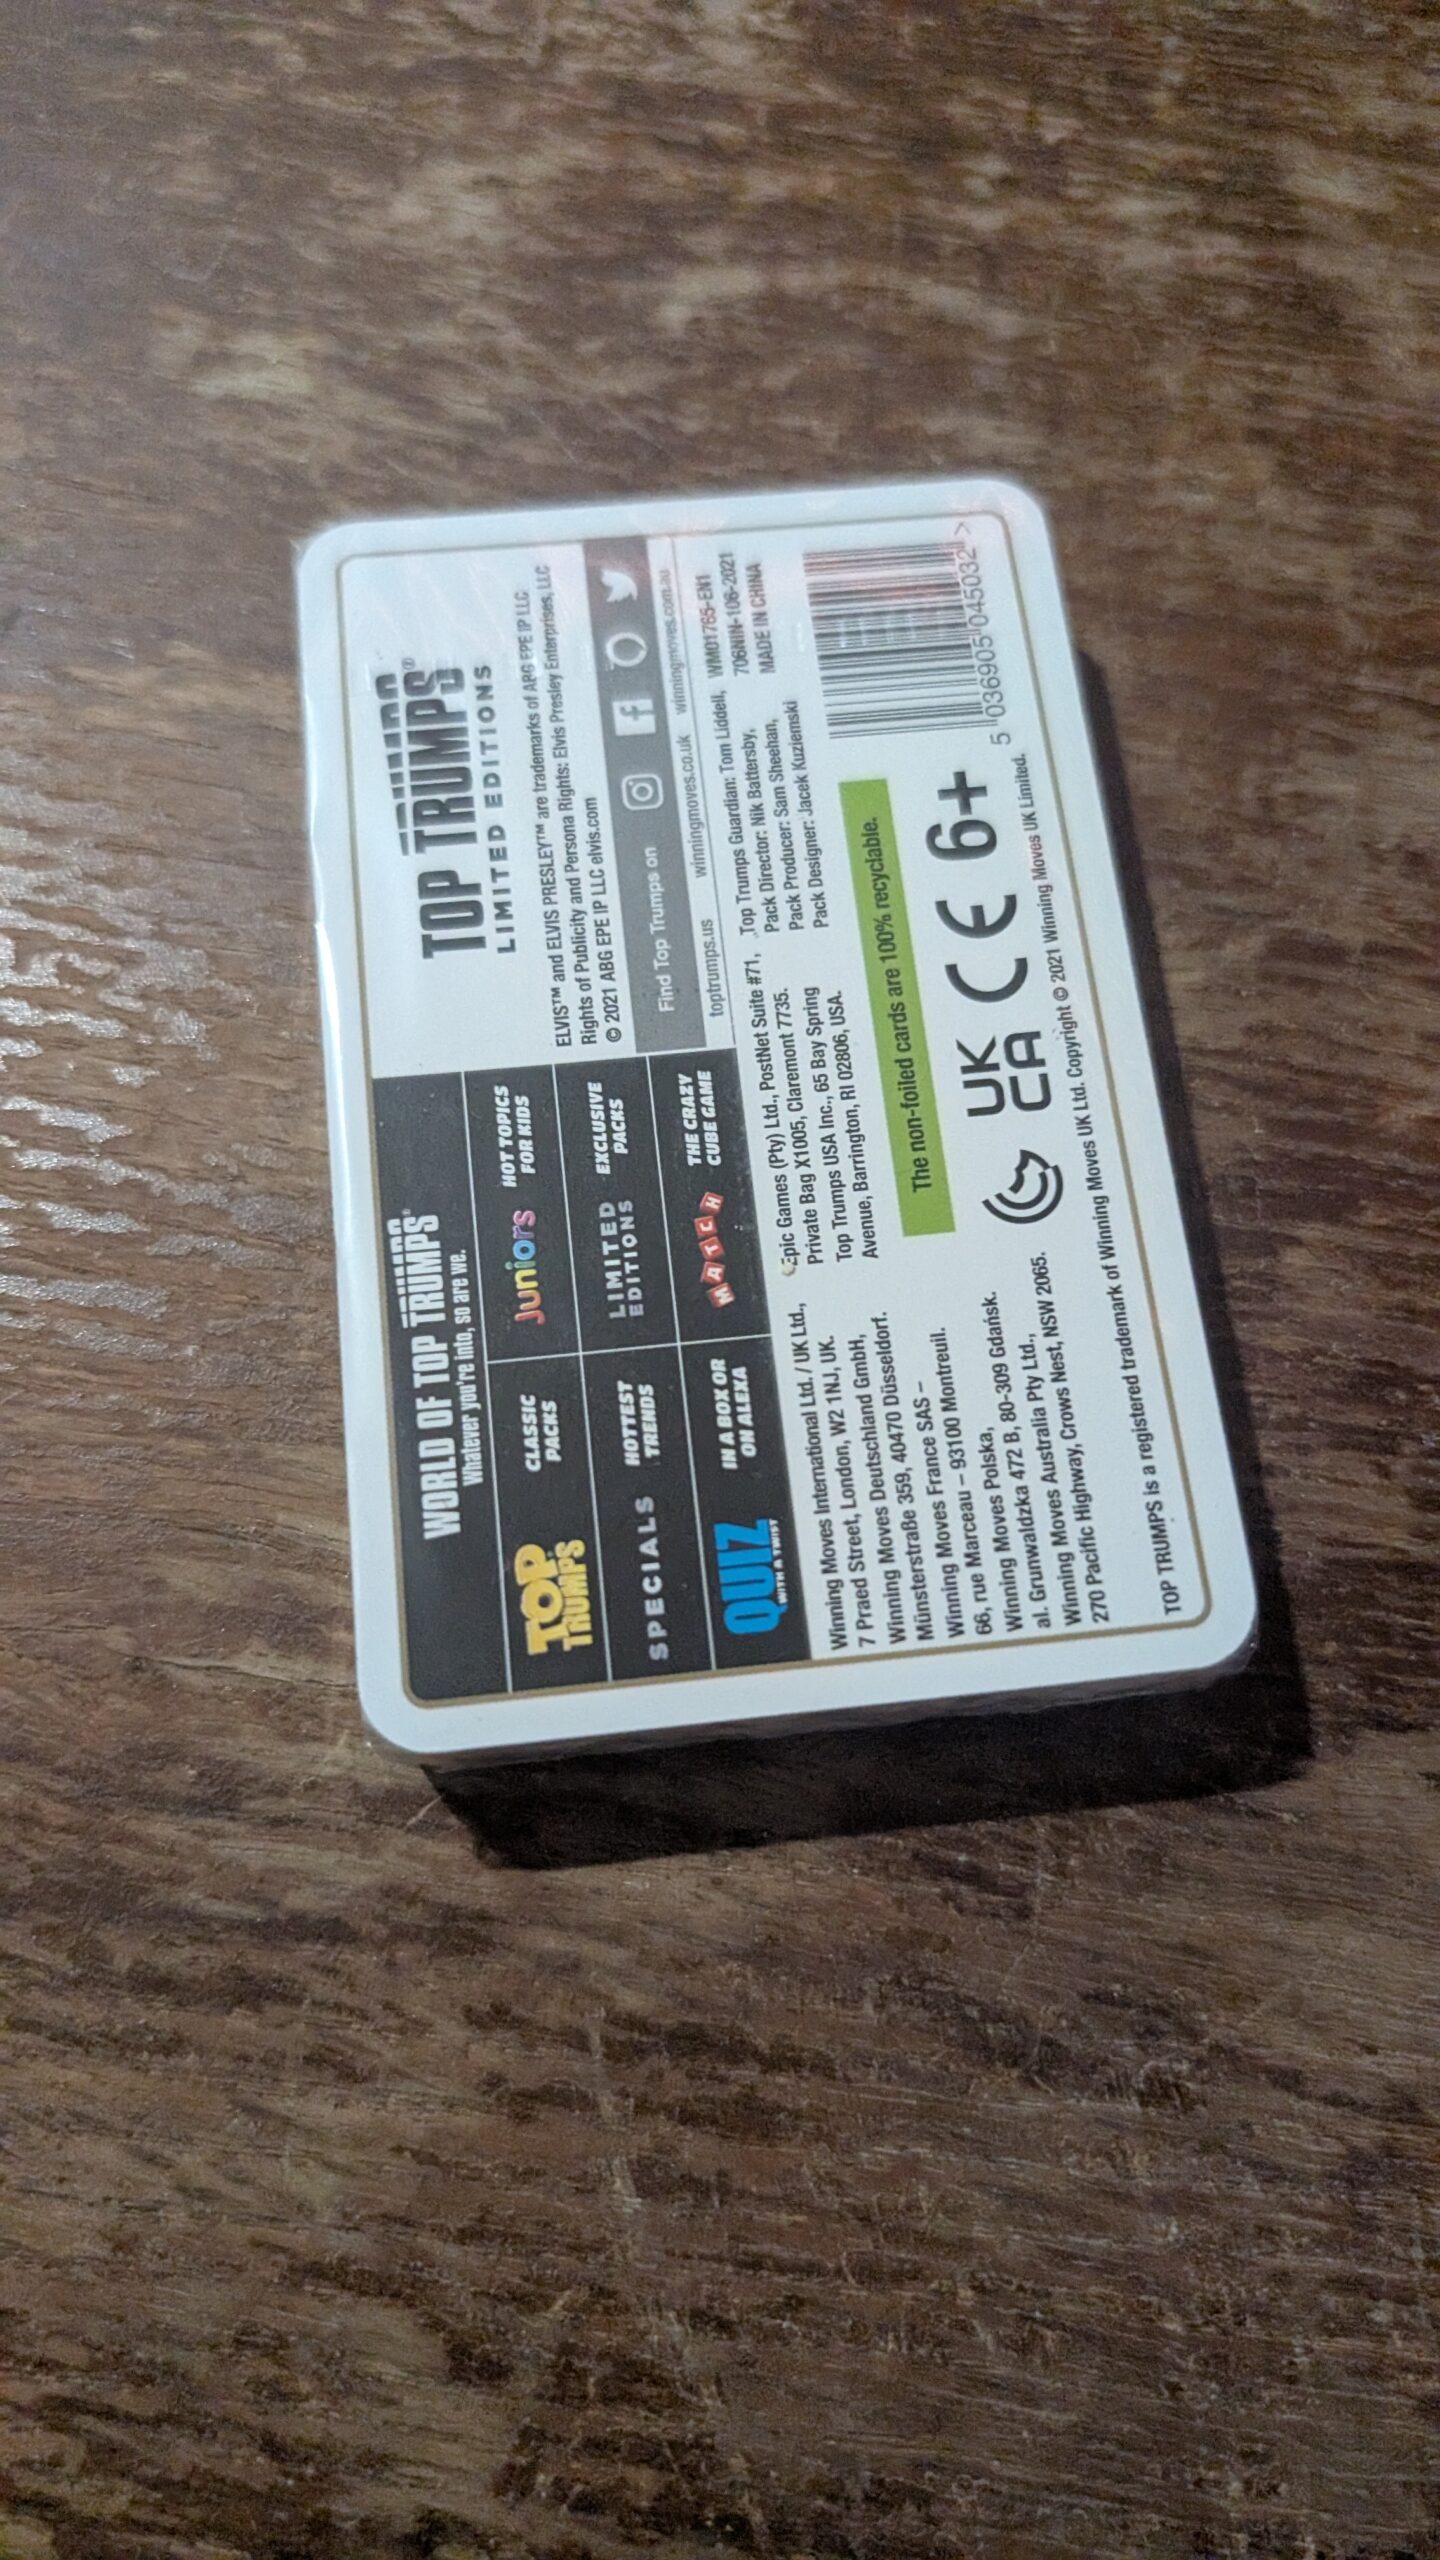 WORLD OF TOP TRUMPS®
Whatever you're into, so are we.
TOP TRUMPS
CLASSIC
PACKS
Juniors
HOT TOPICS
FOR KIDS
SPECIALS
HOTTEST
TRENDS
LIMITED
EDITIONS
EXCLUSIVE
PACKS
QUIZ
WITH A TWIST
IN A BOX OR
ON ALEXA
MATCH
THE CRAZY
CUBE GAME
TOP TRUMPS®
LIMITED EDITIONS
ELVIS™ and ELVIS PRESLEY™ are trademarks of ABG EPE IP LLC
Rights of Publicity and Persona Rights: Elvis Presley Enterprises, LLC
© 2021 ABG EPE IP LLC elvis.com
Find Top Trumps on
toptrumps.us winningmoves.co.uk winningmoves.com.au
Winning Moves International Ltd. / UK Ltd.,
7 Praed Street, London, W2 1NJ, UK.
Winning Moves Deutschland GmbH,
Münsterstraße 359, 40470 Düsseldorf.
Winning Moves France SAS –
66, rue Marceau – 93100 Montreuil.
Winning Moves Polska,
al. Grunwaldzka 472 B, 80-309 Gdańsk.
Winning Moves Australia Pty Ltd.,
270 Pacific Highway, Crows Nest, NSW 2065.
Epic Games (Pty) Ltd., PostNet Suite #71,
Private Bag X1005, Claremont 7735.
Top Trumps USA Inc., 65 Bay Spring
Avenue, Barrington, RI 02806, USA.
Top Trumps Guardian: Tom Liddell,
Pack Director: Nik Battersby,
Pack Producer: Sam Sheehan,
Pack Designer: Jacek Kuziemski
WM01765-EN1
706NIN-106-2021
MADE IN CHINA
The non-foiled cards are 100% recyclable.
UK
CA CE 6+
5 036905 045032 >
TOP TRUMPS is a registered trademark of Winning Moves UK Ltd. Copyright © 2021 Winning Moves UK Limited.